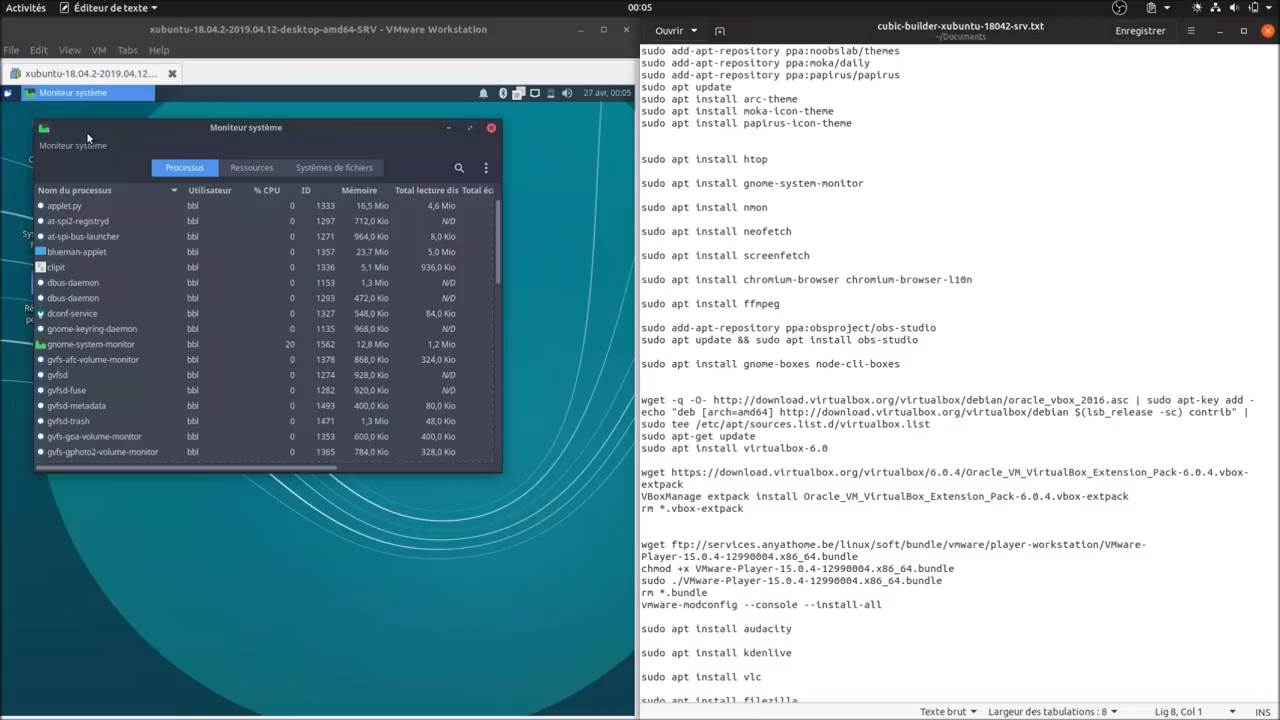 Activités
Éditeur de texte
00:05
xubuntu-18.04.2-2019.04.12-desktop-amd64-SRV - VMware Workstation
File Edit View VM Tabs Help
xubuntu-18.04.2-2019.04.12...
Moniteur système
27 avr, 00:05
Moniteur système
Moniteur système
Processus Ressources Systèmes de fichiers
Nom du processus Utilisateur % CPU ID Mémoire Total lecture dis Total écr
applet.py bbl 0 1333 16,5 Mio 4,6 Mio
at-spi2-registryd bbl 0 1297 712,0 Kio N/D
at-spi-bus-launcher bbl 0 1271 964,0 Kio 8,0 Kio
blueman-applet bbl 0 1357 23,7 Mio 5,0 Mio
clipit bbl 0 1336 5,1 Mio 936,0 Kio
dbus-daemon bbl 0 1153 1,3 Mio N/D
dbus-daemon bbl 0 1293 472,0 Kio N/D
dconf-service bbl 0 1327 548,0 Kio 84,0 Kio
gnome-keyring-daemon bbl 0 1135 968,0 Kio N/D
gnome-system-monitor bbl 20 1562 12,8 Mio 1,2 Mio
gvfs-afc-volume-monitor bbl 0 1378 868,0 Kio 324,0 Kio
gvfsd bbl 0 1274 928,0 Kio N/D
gvfsd-fuse bbl 0 1282 920,0 Kio N/D
gvfsd-metadata bbl 0 1493 400,0 Kio 80,0 Kio
gvfsd-trash bbl 0 1471 1,3 Mio 48,0 Kio
gvfs-goa-volume-monitor bbl 0 1353 600,0 Kio 400,0 Kio
gvfs-gphoto2-volume-monitor bbl 0 1365 784,0 Kio 328,0 Kio
Ouvrir
cubic-builder-xubuntu-18042-srv.txt
~/Documents
Enregistrer
sudo add-apt-repository ppa:noobslab/themes
sudo add-apt-repository ppa:moka/daily
sudo add-apt-repository ppa:papirus/papirus
sudo apt update
sudo apt install arc-theme
sudo apt install moka-icon-theme
sudo apt install papirus-icon-theme
sudo apt install htop
sudo apt install gnome-system-monitor
sudo apt install nmon
sudo apt install neofetch
sudo apt install screenfetch
sudo apt install chromium-browser chromium-browser-l10n
sudo apt install ffmpeg
sudo add-apt-repository ppa:obsproject/obs-studio
sudo apt update && sudo apt install obs-studio
sudo apt install gnome-boxes node-cli-boxes
wget -q -O- http://download.virtualbox.org/virtualbox/debian/oracle_vbox_2016.asc | sudo apt-key add -
echo "deb [arch=amd64] http://download.virtualbox.org/virtualbox/debian $(lsb_release -sc) contrib" |
sudo tee /etc/apt/sources.list.d/virtualbox.list
sudo apt-get update
sudo apt install virtualbox-6.0
wget https://download.virtualbox.org/virtualbox/6.0.4/Oracle_VM_VirtualBox_Extension_Pack-6.0.4.vbox-
extpack
VBoxManage extpack install Oracle_VM_VirtualBox_Extension_Pack-6.0.4.vbox-extpack
rm *.vbox-extpack
wget ftp://services.anyathome.be/linux/soft/bundle/vmware/player-workstation/VMware-
Player-15.0.4-12990004.x86_64.bundle
chmod +x VMware-Player-15.0.4-12990004.x86_64.bundle
sudo ./VMware-Player-15.0.4-12990004.x86_64.bundle
rm *.bundle
vmware-modconfig --console --install-all
sudo apt install audacity
sudo apt install kdenlive
sudo apt install vlc
sudo apt install filezilla
Texte brut Largeur des tabulations : 8 Lig 8, Col 1 INS